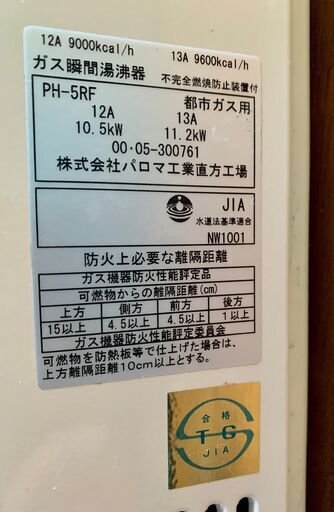 12A 9000kcal/h 13A 9600kcal/h
ガス瞬間湯沸器 不完全燃焼防止装置付
PH-5RF 都市ガス用
12A 13A
10.5kW 11.2kW
00・05-300761
株式会社パロマ工業直方工場
JIA
水道法基準適合
NW1001
防火上必要な離隔距離
ガス機器防火性能評定品
可燃物からの離隔距離(cm)
上方 側方 前方 後方
15以上 4.5以上 4.5以上 1以上
ガス機器防火性能評定委員会
可燃物を防熱板等で仕上げた場合は、
上方離隔距離10cm以上とする
合格
TG
JIA